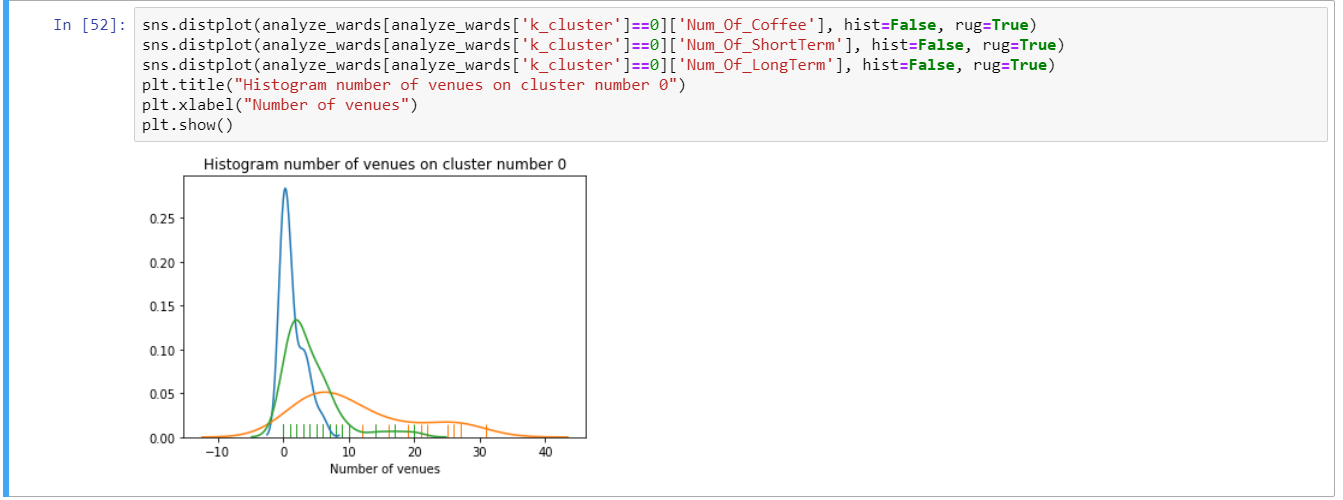 In [52]: sns.distplot(analyze_wards[analyze_wards['k_cluster']==0]['Num_Of_Coffee'], hist=False, rug=True)
sns.distplot(analyze_wards[analyze_wards['k_cluster']==0]['Num_Of_ShortTerm'], hist=False, rug=True)
sns.distplot(analyze_wards[analyze_wards['k_cluster']==0]['Num_Of_LongTerm'], hist=False, rug=True)
plt.title("Histogram number of venues on cluster number 0")
plt.xlabel("Number of venues")
plt.show()
Histogram number of venues on cluster number 0
0.25
0.20
0.15
0.10
0.05
0.00
−10 0 10 20 30 40
Number of venues